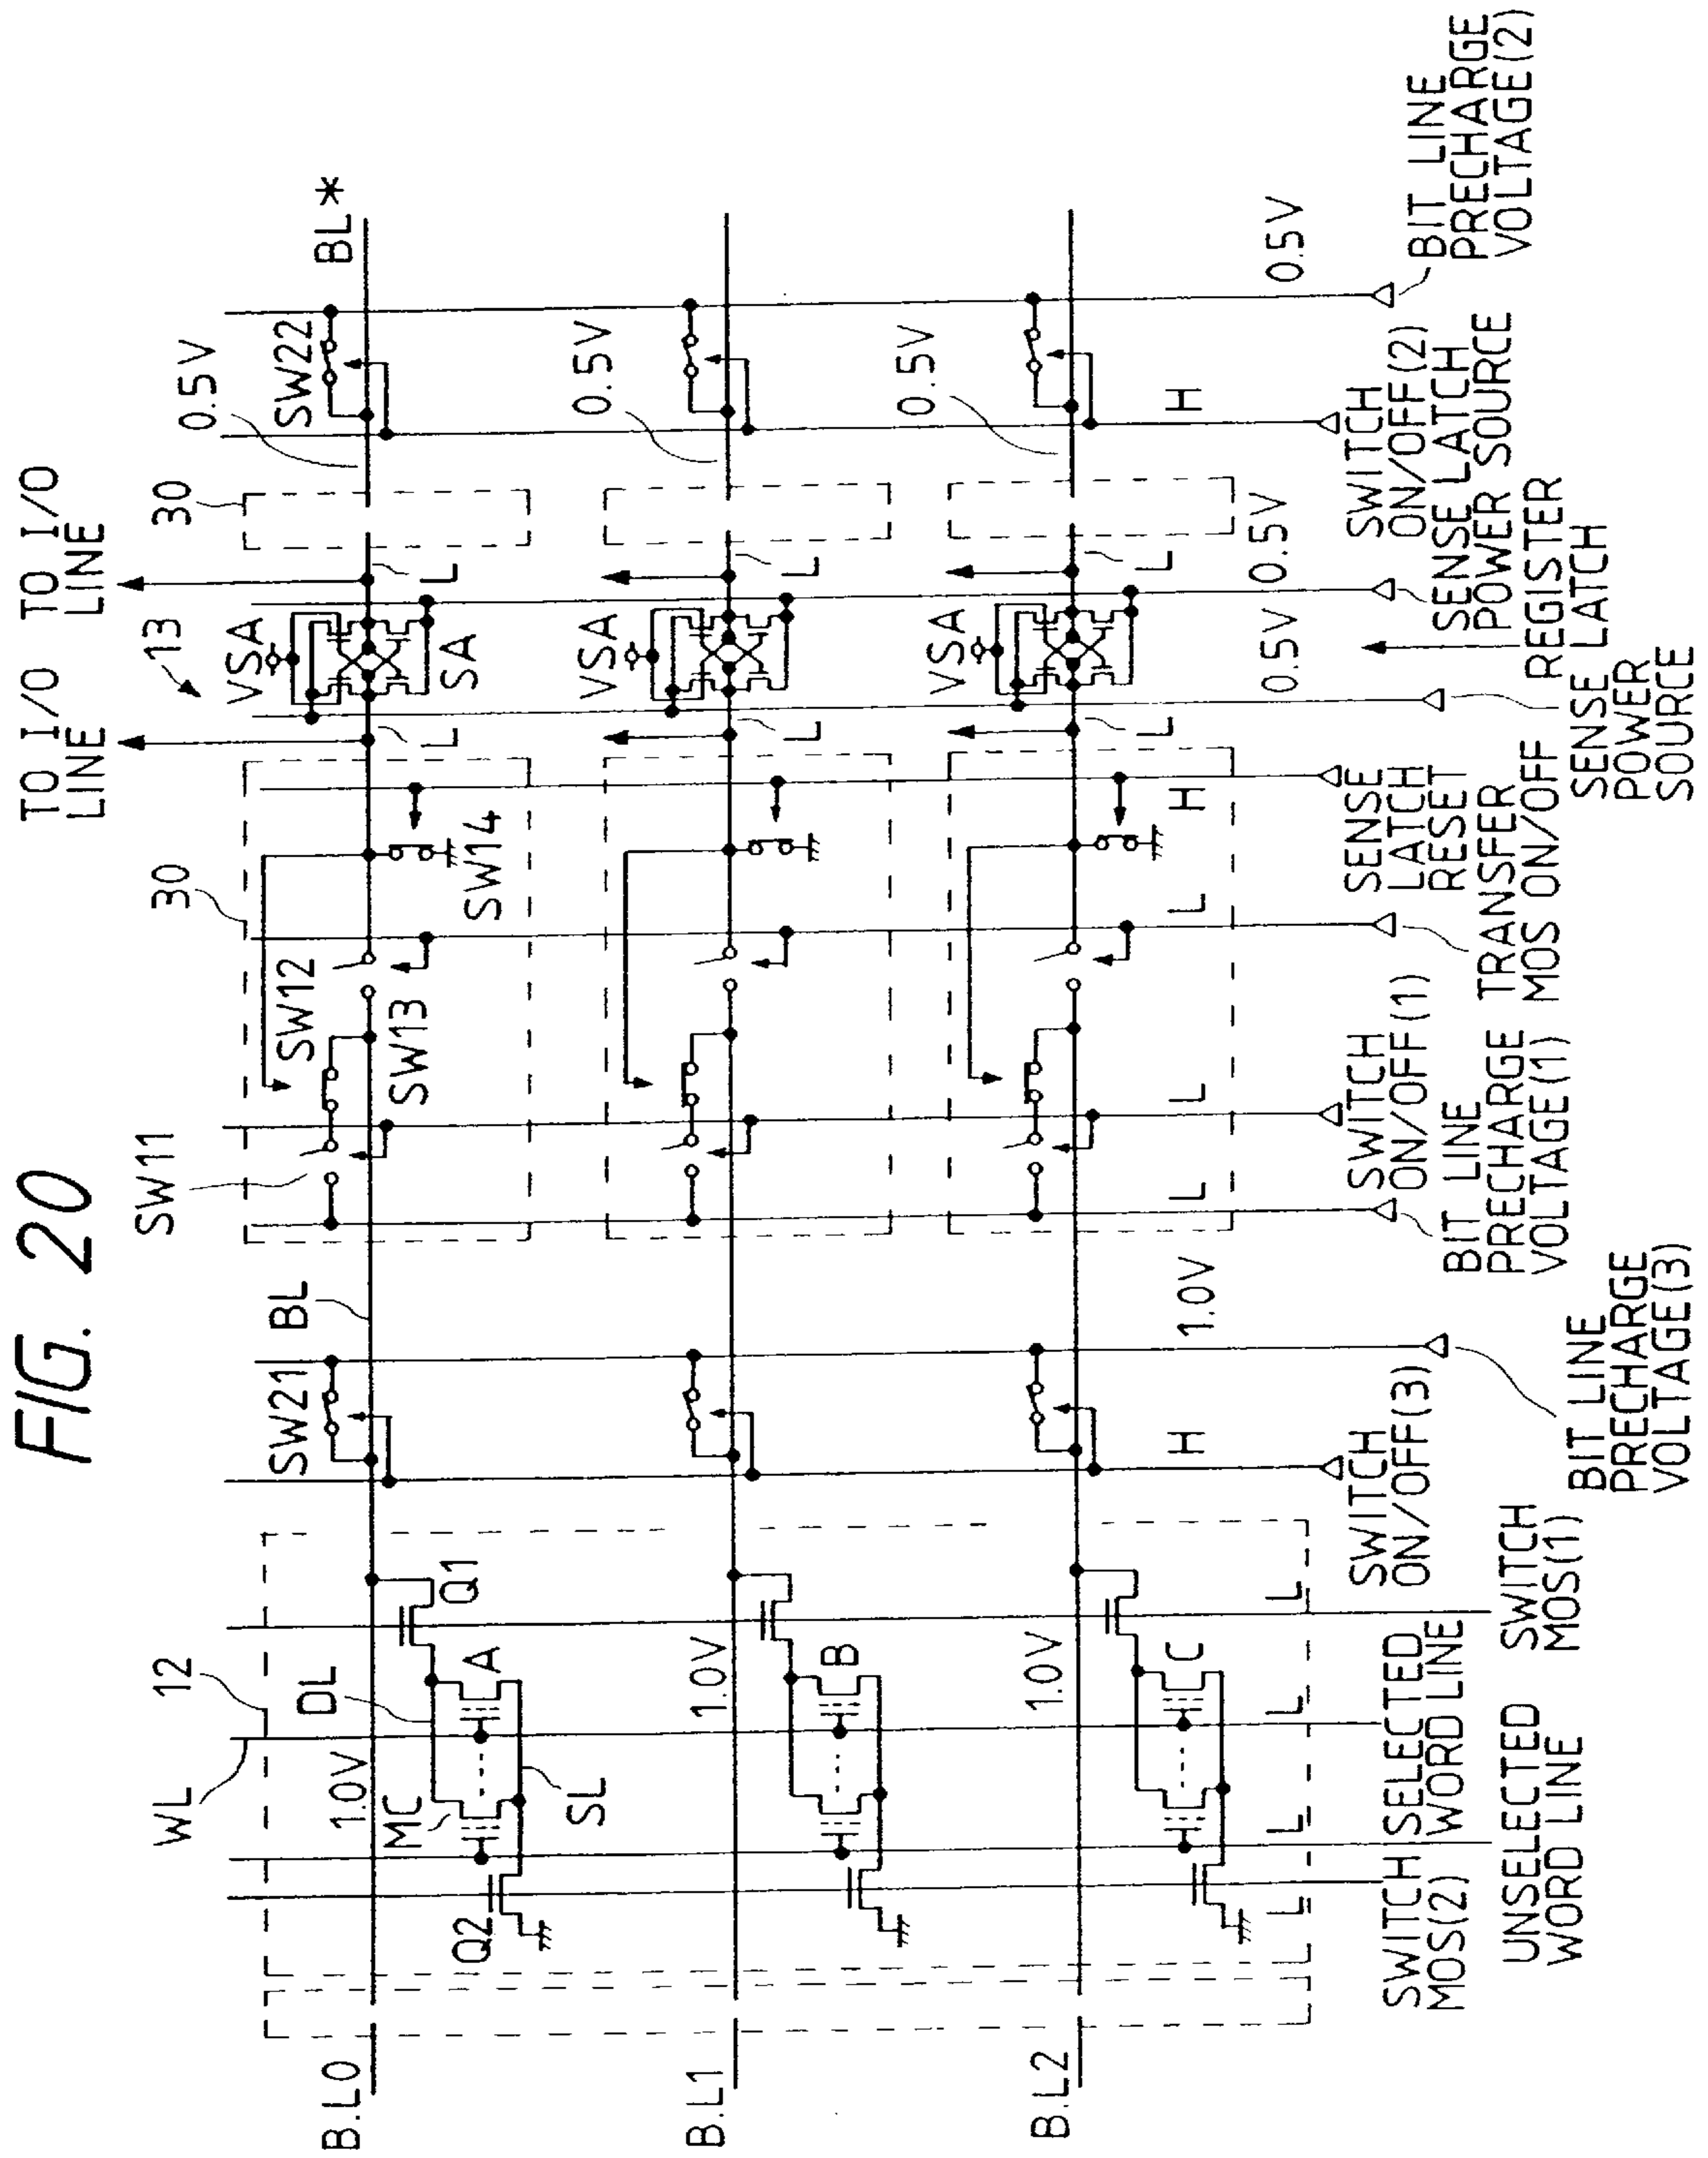 FIG. 20
TO I/O
LINE
TO I/O
LINE
13
30
30
SW11
SW12
SW13
SW14
VSA
SA
L
L
0.5V
SW22
BL*
BL
SW21
12
WL
DL
1.0V
MC
A
Q1
SL
Q2
B.L0
VSA
L
L
0.5V
1.0V
B
B.L1
VSA
L
L
0.5V
1.0V
C
B.L2
L
L
L
L
H
1.0V
L
L
L
H
0.5V
0.5V
H
0.5V
SWITCH
MOS(2)
UNSELECTED
WORD LINE
SELECTED
WORD LINE
SWITCH
MOS(1)
SWITCH
ON/OFF(3)
BIT LINE
PRECHARGE
VOLTAGE(3)
BIT LINE
PRECHARGE
VOLTAGE(1)
SWITCH
ON/OFF(1)
TRANSFER
MOS ON/OFF
SENSE
LATCH
RESET
SENSE LATCH
POWER
SOURCE
REGISTER
SENSE LATCH
POWER SOURCE
SWITCH
ON/OFF(2)
BIT LINE
PRECHARGE
VOLTAGE(2)